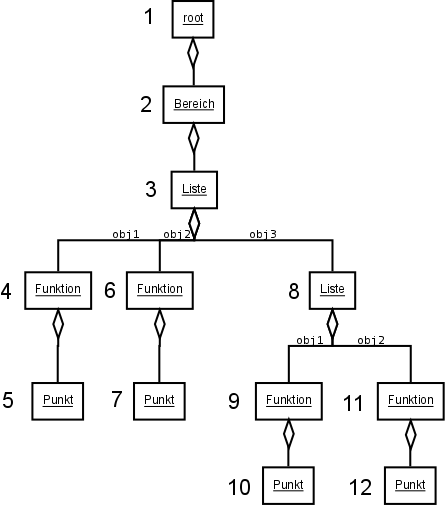 1 root
2 Bereich
3 Liste
obj1 obj2 obj3
4 Funktion 6 Funktion 8 Liste
obj1 obj2
5 Punkt 7 Punkt 9 Funktion 11 Funktion
10 Punkt 12 Punkt